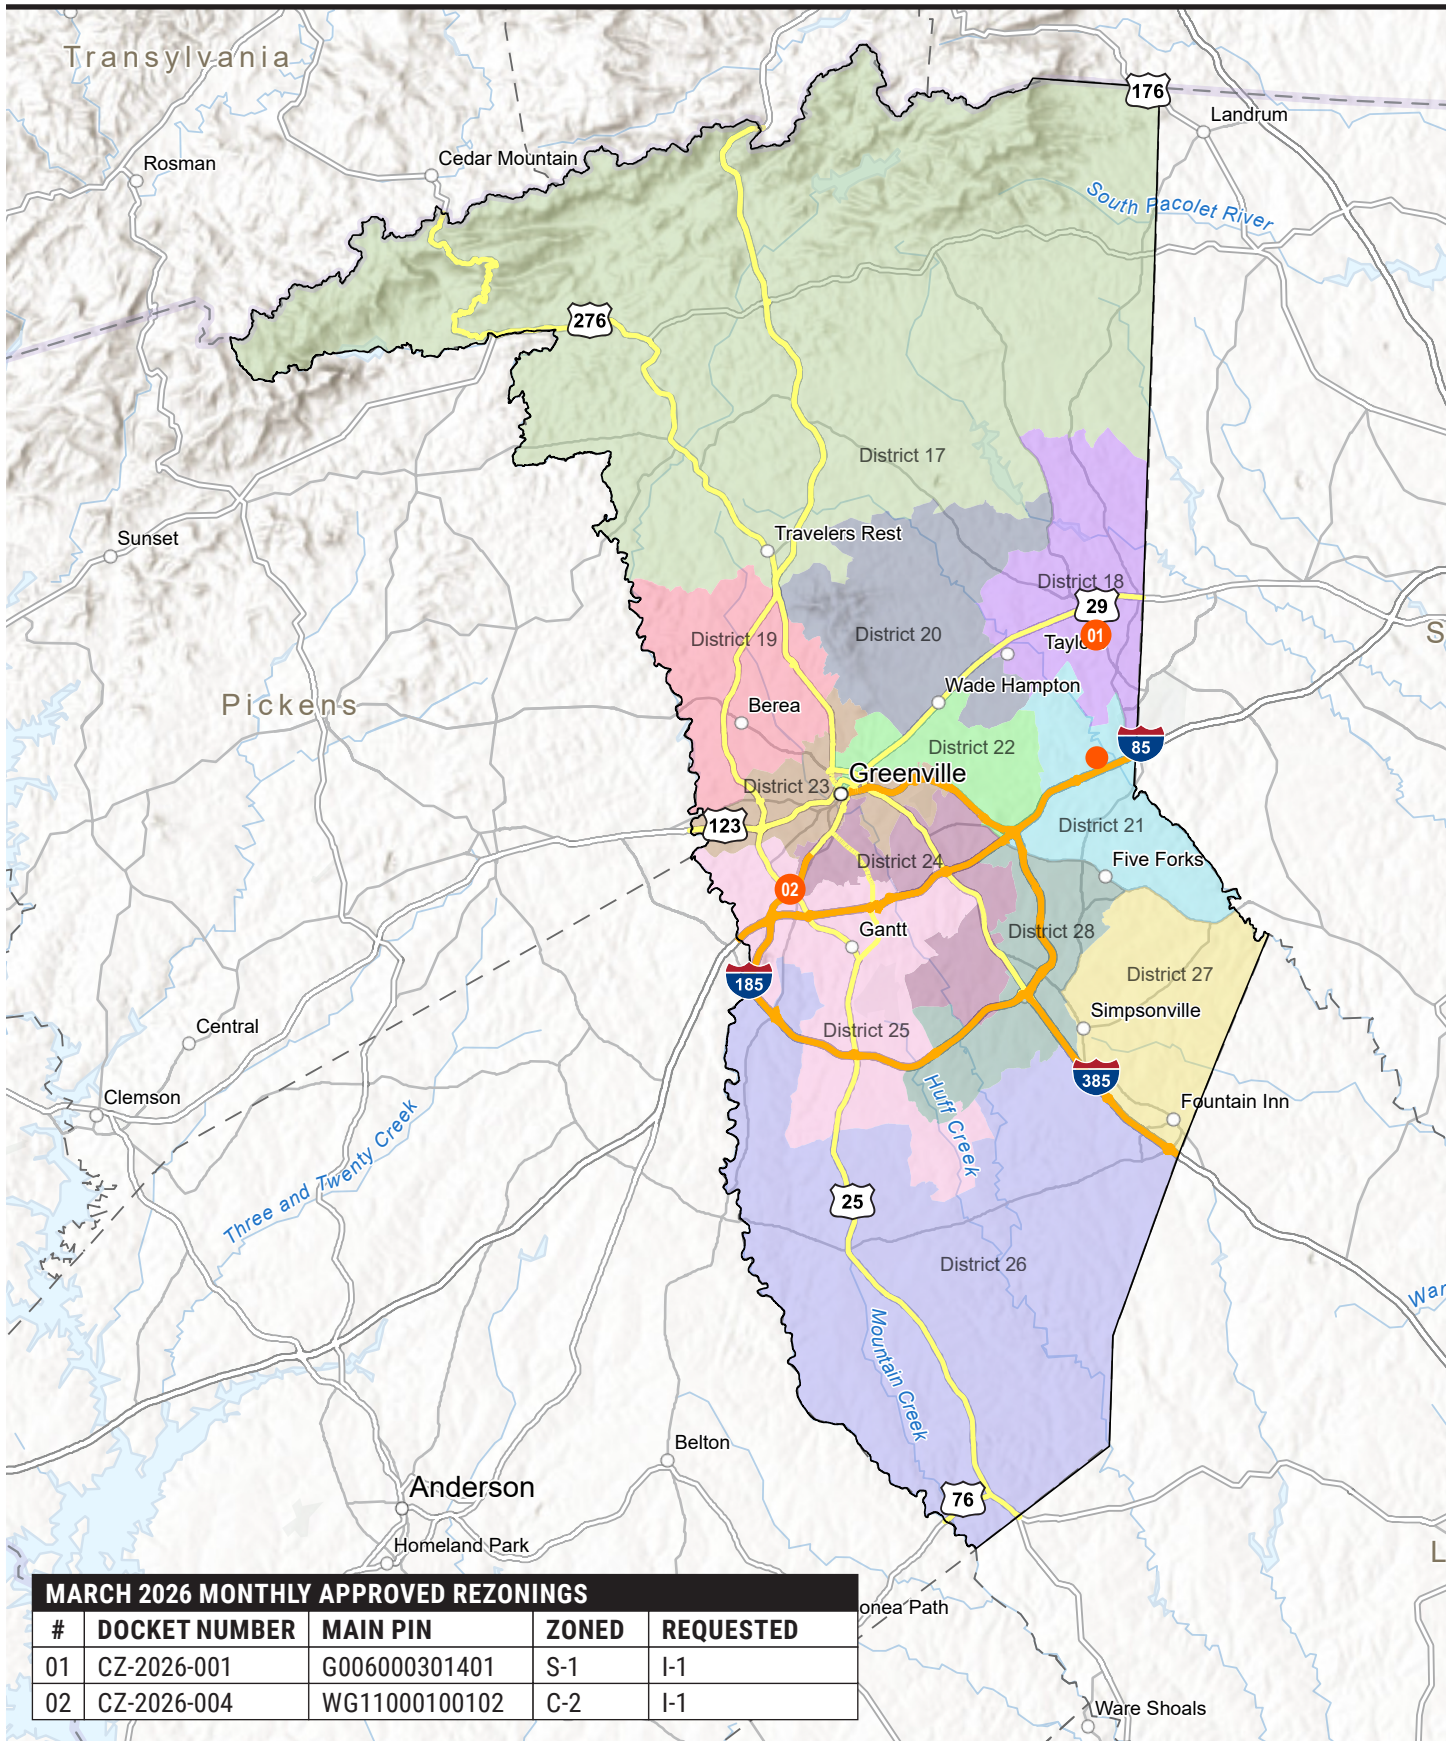 Transylvania
176
Landrum
Cedar Mountain
Rosman
South Pacolet River
276
District 17
Travelers Rest
Sunset
District 18
29
01
District 20
District 19
Wade Hampton
Pickens
Berea
85
District 22
Greenville
District 23
123
District 21
District 24
Five Forks
02
Gantt
District 28
District 27
185
Simpsonville
Central
District 25
385
Huff Creek
Clemson
Fountain Inn
Three and Twenty Creek
25
District 26
Mountain Creek
Belton
Anderson
76
Homeland Park
MARCH 2026 MONTHLY APPROVED REZONINGS
# DOCKET NUMBER MAIN PIN ZONED REQUESTED
01 CZ-2026-001 G006000301401 S-1 I-1
02 CZ-2026-004 WG11000100102 C-2 I-1
Path
Ware Shoals